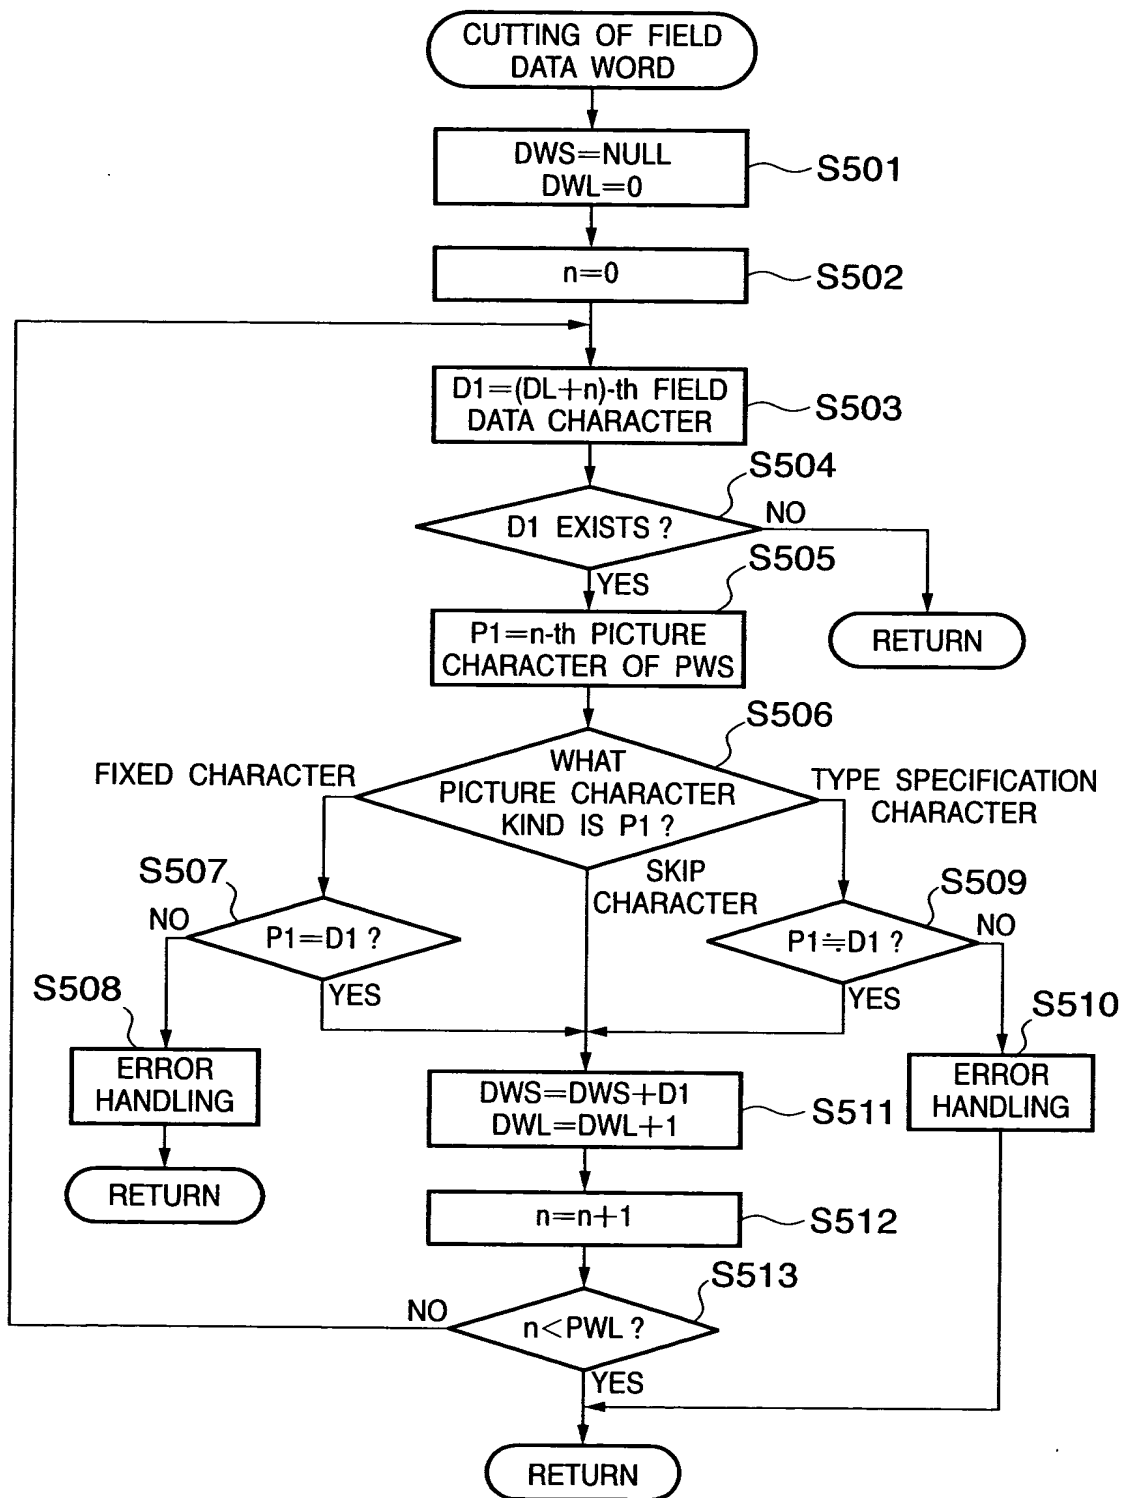 CUTTING OF FIELD
DATA WORD
DWS=NULL
DWL=0
S501
n=0
S502
D1=(DL+n)-th FIELD
DATA CHARACTER
S503
S504
D1 EXISTS ?
NO
YES
S505
P1=n-th PICTURE
CHARACTER OF PWS
RETURN
S506
WHAT
PICTURE CHARACTER
KIND IS P1 ?
FIXED CHARACTER
TYPE SPECIFICATION
CHARACTER
SKIP
CHARACTER
S507
NO
P1=D1 ?
YES
S509
P1≒D1 ?
NO
YES
S508
ERROR
HANDLING
RETURN
S510
ERROR
HANDLING
DWS=DWS+D1
DWL=DWL+1
S511
n=n+1
S512
S513
NO
n<PWL ?
YES
RETURN